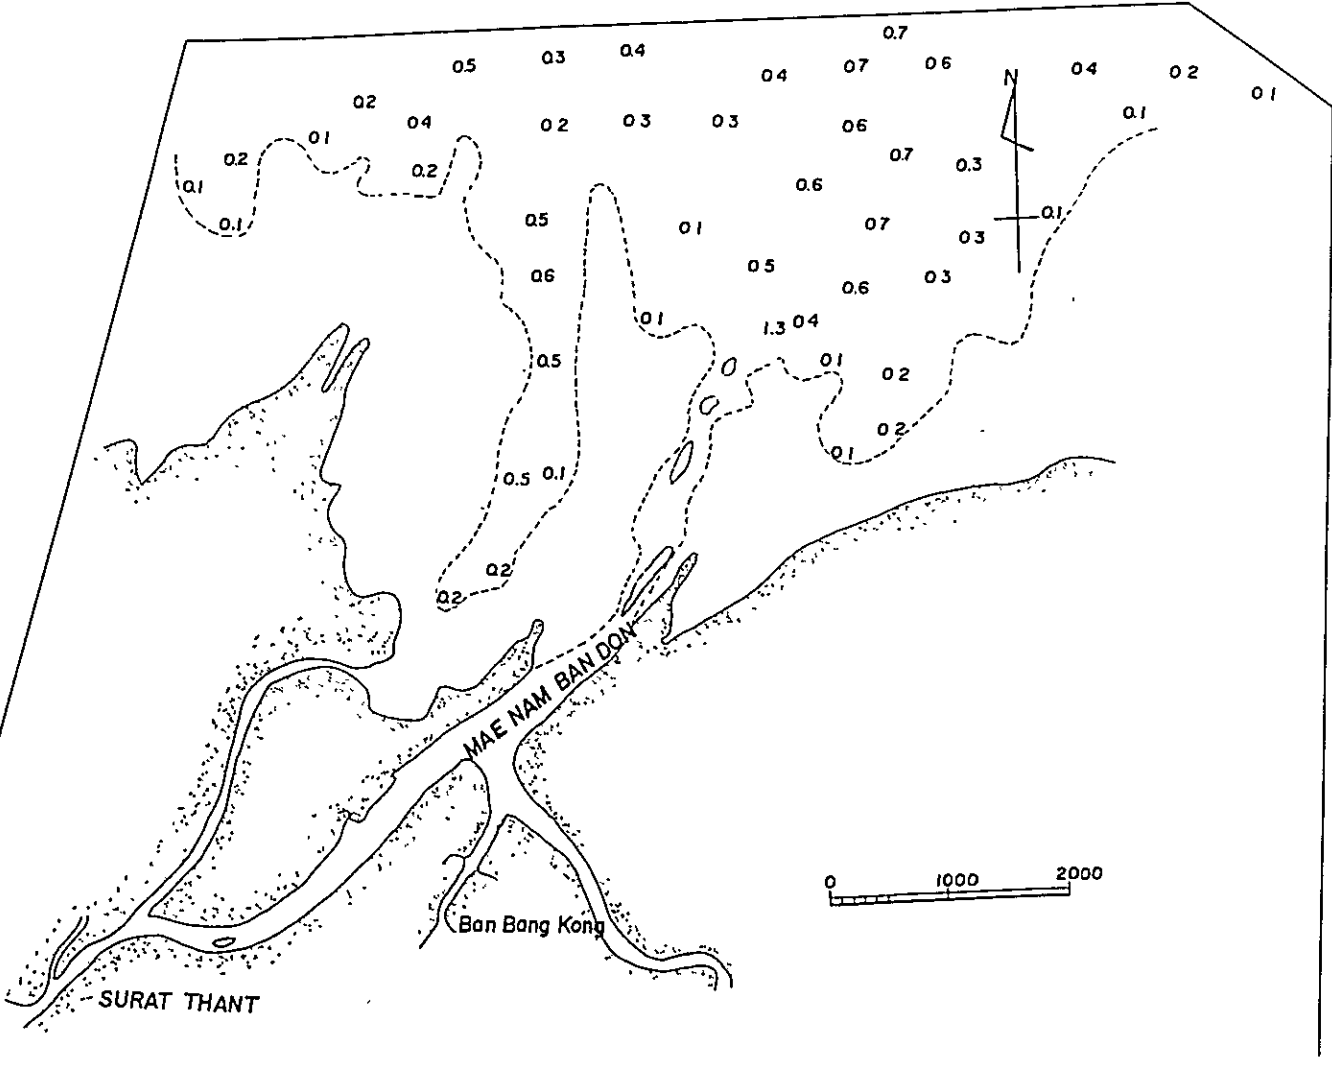 0.7
0.5 0.3 0.4 0 4 0 7 0 6 0 4 0 2 0 1
N
0.2 0 4 0 2 0 3 0 3 0 6 0.1
0 1 0.2 0.2 0.7 0.3
0.1 0.6
0.1 0.5 0 1 0 7 0 3 0.1
0.6 0 5 0.6 0 3
0 1 1.3 0 4
0.5 0 1 0 2
0 2
0.5 0.1 0 1
0.2
0.2
MAE NAM BAN DON
0 1000 2000
Ban Bang Kong
SURAT THANT